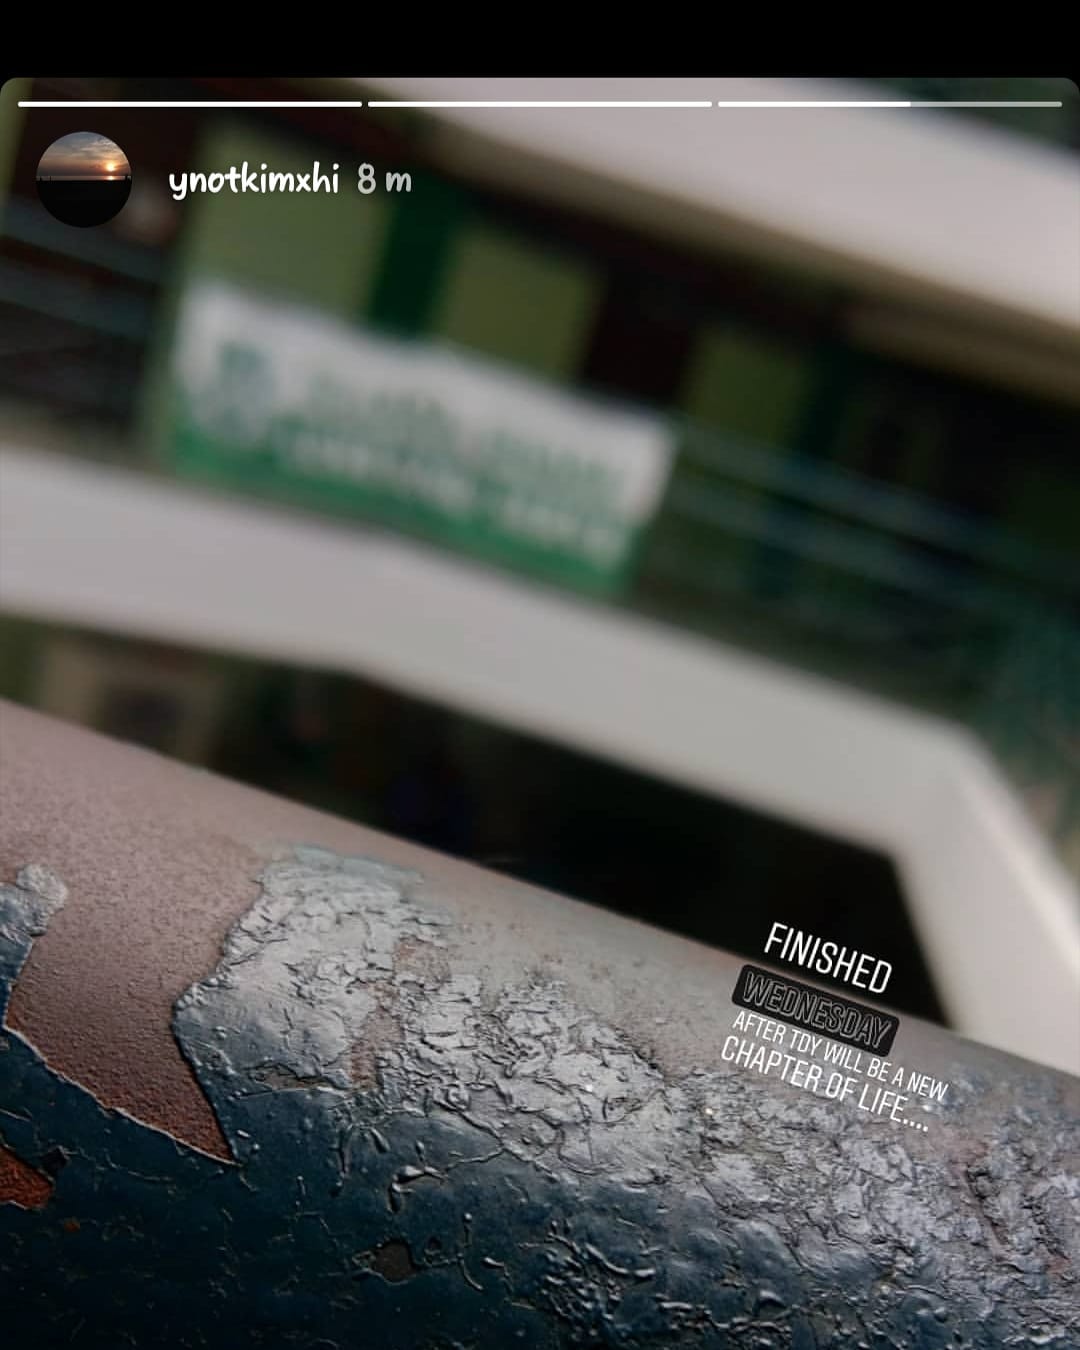 ynotkimxhi 8 m
FINISHED
WEDNESDAY
AFTER TDY WILL BE A NEW
CHAPTER OF LIFE....